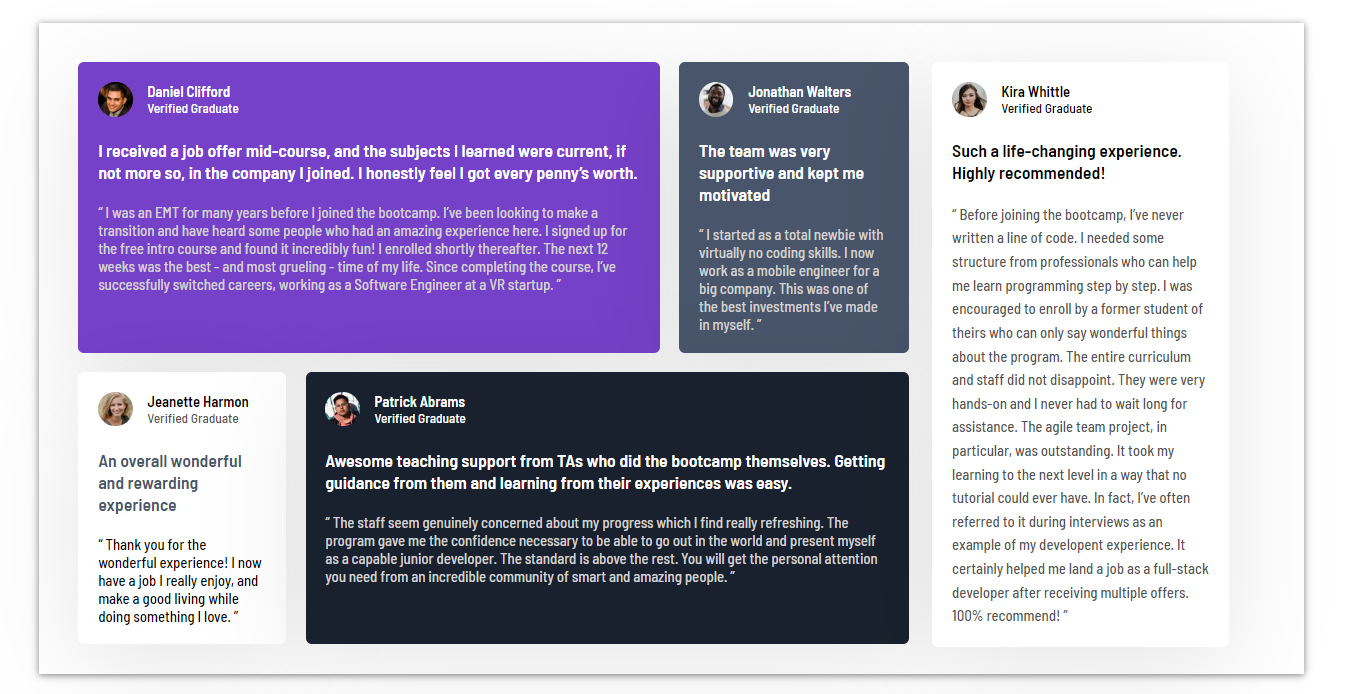 Daniel Clifford
Verified Graduate
I received a job offer mid-course, and the subjects I learned were current, if
not more so, in the company I joined. I honestly feel I got every penny’s worth.
“ I was an EMT for many years before I joined the bootcamp. I’ve been looking to make a
transition and have heard some people who had an amazing experience here. I signed up for
the free intro course and found it incredibly fun! I enrolled shortly thereafter. The next 12
weeks was the best - and most grueling - time of my life. Since completing the course, I’ve
successfully switched careers, working as a Software Engineer at a VR startup. ”
Jonathan Walters
Verified Graduate
The team was very
supportive and kept me
motivated
“ I started as a total newbie with
virtually no coding skills. I now
work as a mobile engineer for a
big company. This was one of
the best investments I’ve made
in myself. ”
Kira Whittle
Verified Graduate
Such a life-changing experience.
Highly recommended!
“ Before joining the bootcamp, I’ve never
written a line of code. I needed some
structure from professionals who can help
me learn programming step by step. I was
encouraged to enroll by a former student of
theirs who can only say wonderful things
about the program. The entire curriculum
and staff did not disappoint. They were very
hands-on and I never had to wait long for
assistance. The agile team project, in
particular, was outstanding. It took my
learning to the next level in a way that no
tutorial could ever have. In fact, I’ve often
referred to it during interviews as an
example of my developent experience. It
certainly helped me land a job as a full-stack
developer after receiving multiple offers.
100% recommend! ”
Jeanette Harmon
Verified Graduate
An overall wonderful
and rewarding
experience
“ Thank you for the
wonderful experience! I now
have a job I really enjoy, and
make a good living while
doing something I love. ”
Patrick Abrams
Verified Graduate
Awesome teaching support from TAs who did the bootcamp themselves. Getting
guidance from them and learning from their experiences was easy.
“ The staff seem genuinely concerned about my progress which I find really refreshing. The
program gave me the confidence necessary to be able to go out in the world and present myself
as a capable junior developer. The standard is above the rest. You will get the personal attention
you need from an incredible community of smart and amazing people. ”